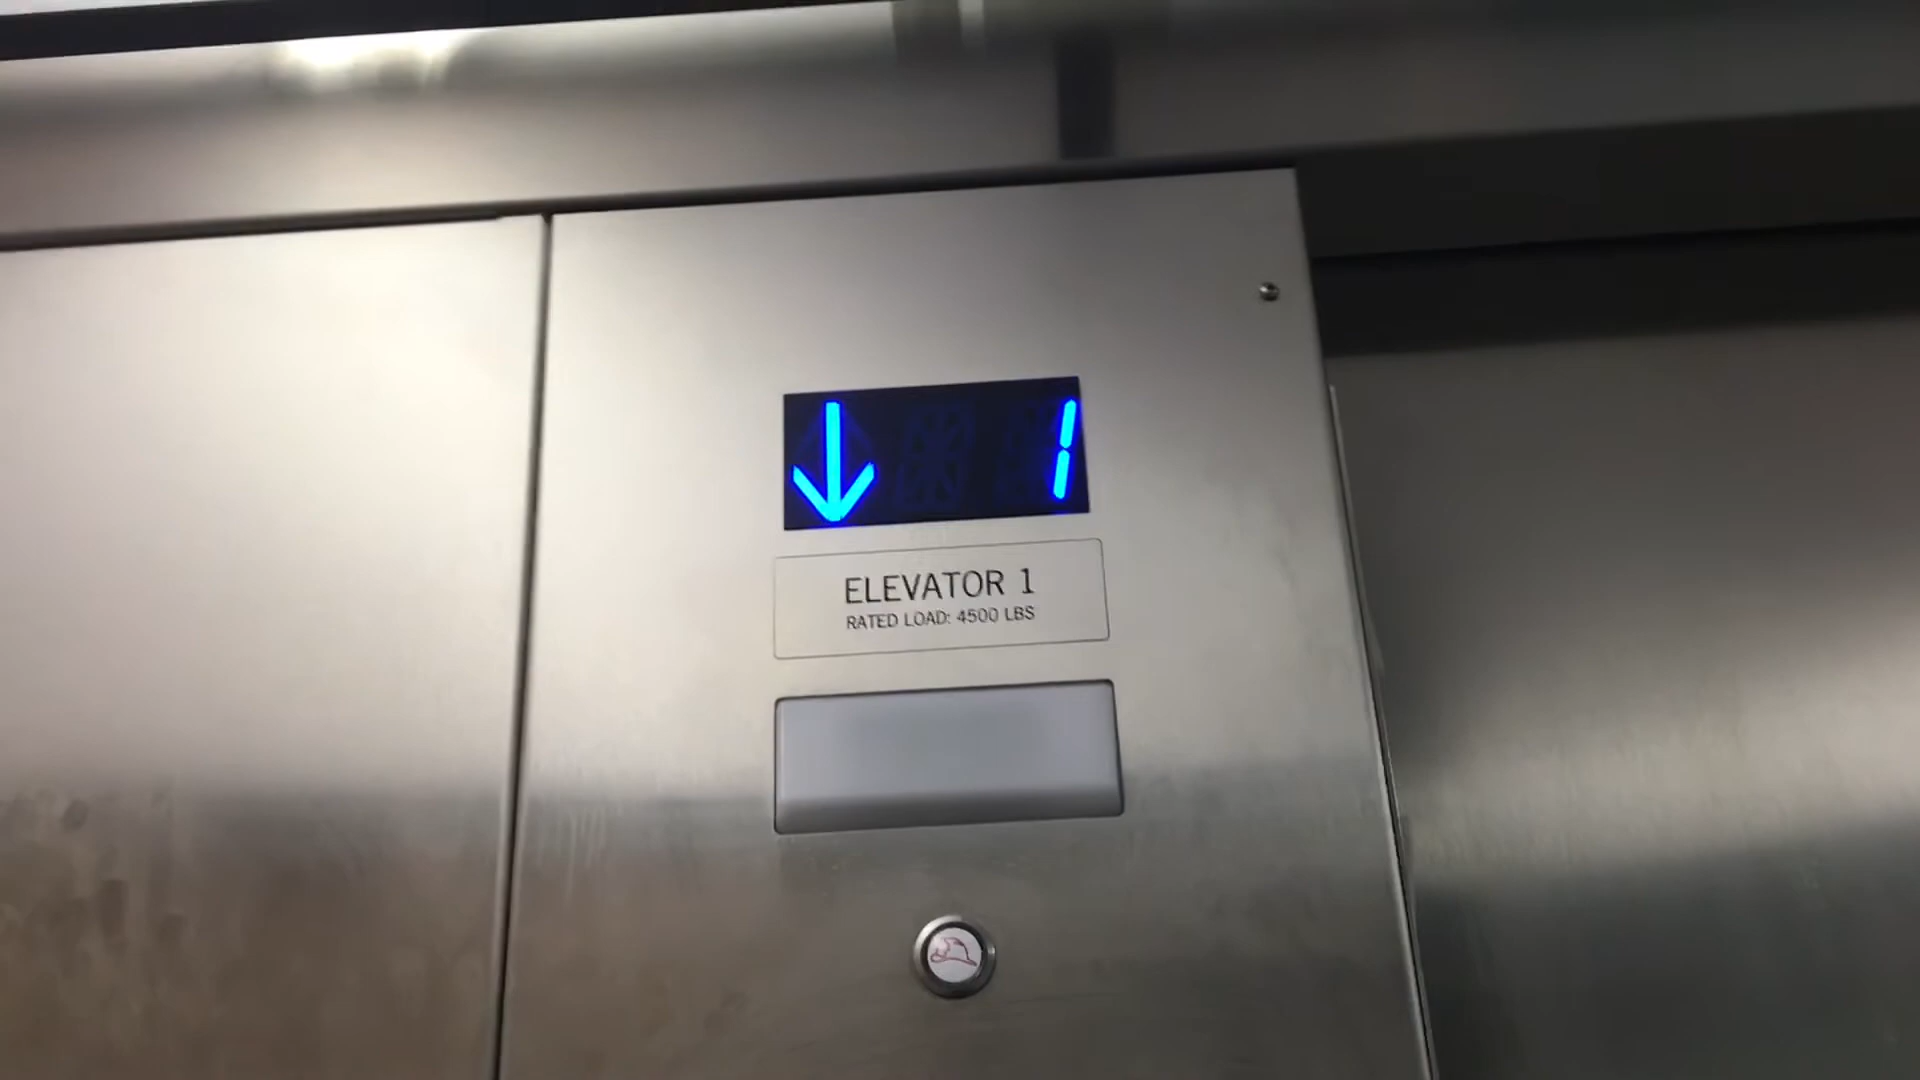 ↓ 1
ELEVATOR 1
RATED LOAD: 4500 LBS